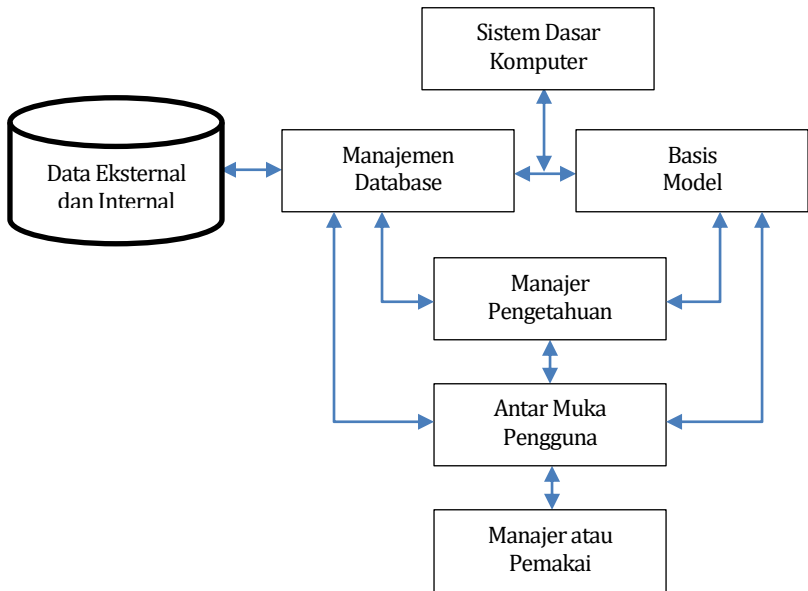 Sistem Dasar
Komputer
Data Eksternal
dan Internal
Manajemen
Database
Basis
Model
Manajer
Pengetahuan
Antar Muka
Pengguna
Manajer atau
Pemakai